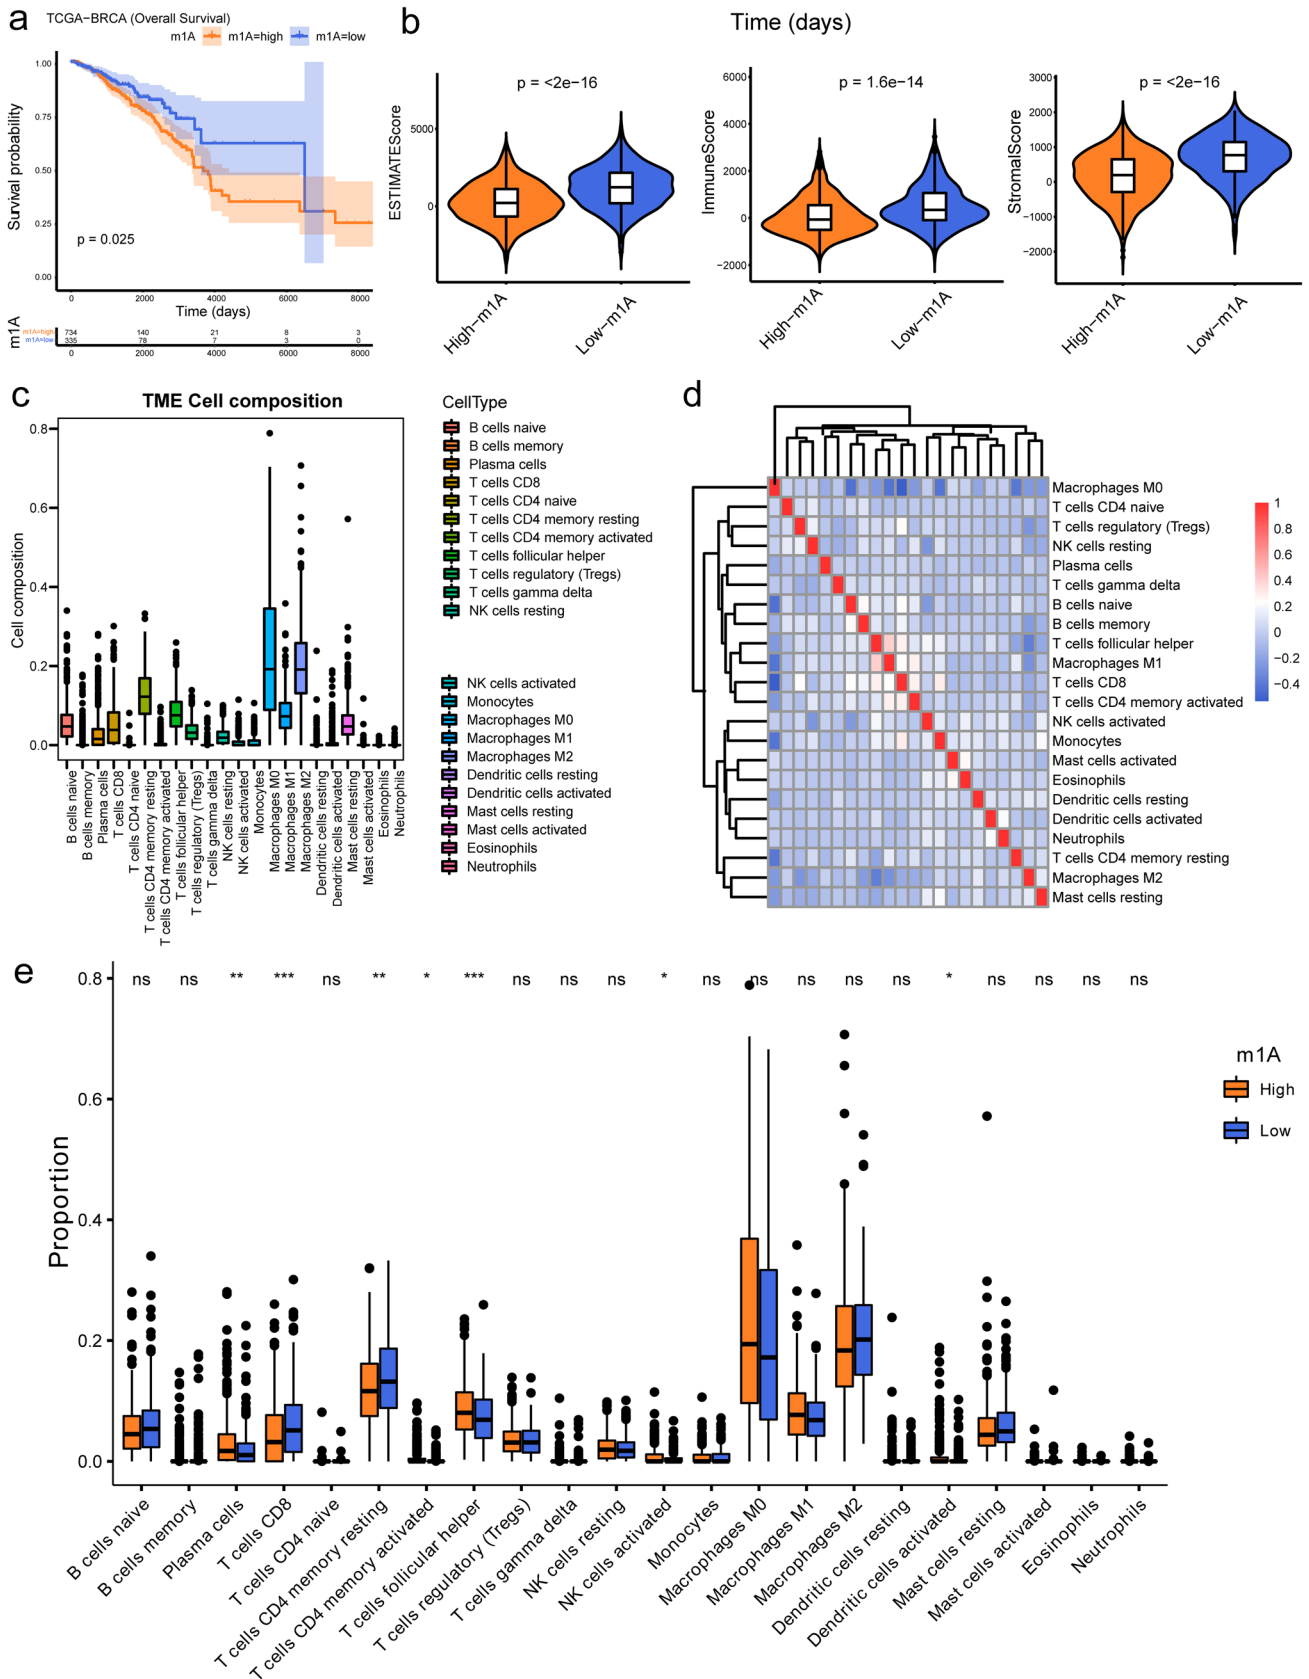 a
TCGA−BRCA (Overall Survival)
m1A m1A=high m1A=low
Survival probability
1.00
0.75
0.50
0.25
0.00
p = 0.025
0 2000 4000 6000 8000
Time (days)
m1A
m1A=high 734 140 21 8 3
m1A=low 335 78 7 3 0
0 2000 4000 6000 8000
b
Time (days)
ESTIMATEScore
5000
0
p = <2e−16
High−m1A Low−m1A
ImmuneScore
6000
4000
2000
0
−2000
p = 1.6e−14
High−m1A Low−m1A
StromalScore
3000
2000
1000
0
−1000
−2000
p = <2e−16
High−m1A Low−m1A
c
TME Cell composition
Cell composition
0.8
0.6
0.4
0.2
0.0
B cells naive
B cells memory
Plasma cells
T cells CD8
T cells CD4 naive
T cells CD4 memory resting
T cells CD4 memory activated
T cells follicular helper
T cells regulatory (Tregs)
T cells gamma delta
NK cells resting
NK cells activated
Monocytes
Macrophages M0
Macrophages M1
Macrophages M2
Dendritic cells resting
Dendritic cells activated
Mast cells resting
Mast cells activated
Eosinophils
Neutrophils
CellType
B cells naive
B cells memory
Plasma cells
T cells CD8
T cells CD4 naive
T cells CD4 memory resting
T cells CD4 memory activated
T cells follicular helper
T cells regulatory (Tregs)
T cells gamma delta
NK cells resting
NK cells activated
Monocytes
Macrophages M0
Macrophages M1
Macrophages M2
Dendritic cells resting
Dendritic cells activated
Mast cells resting
Mast cells activated
Eosinophils
Neutrophils
d
Macrophages M0
T cells CD4 naive
T cells regulatory (Tregs)
NK cells resting
Plasma cells
T cells gamma delta
B cells naive
B cells memory
T cells follicular helper
Macrophages M1
T cells CD8
T cells CD4 memory activated
NK cells activated
Monocytes
Mast cells activated
Eosinophils
Dendritic cells resting
Dendritic cells activated
Neutrophils
T cells CD4 memory resting
Macrophages M2
Mast cells resting
1
0.8
0.6
0.4
0.2
0
−0.2
−0.4
e
Proportion
0.8
0.6
0.4
0.2
0.0
ns ns ** *** ns ** * *** ns ns ns * ns ns ns ns ns * ns ns ns ns
B cells naive
B cells memory
Plasma cells
T cells CD8
T cells CD4 naive
T cells CD4 memory resting
T cells CD4 memory activated
T cells follicular helper
T cells regulatory (Tregs)
T cells gamma delta
NK cells resting
NK cells activated
Monocytes
Macrophages M0
Macrophages M1
Macrophages M2
Dendritic cells resting
Dendritic cells activated
Mast cells resting
Mast cells activated
Eosinophils
Neutrophils
m1A
High
Low